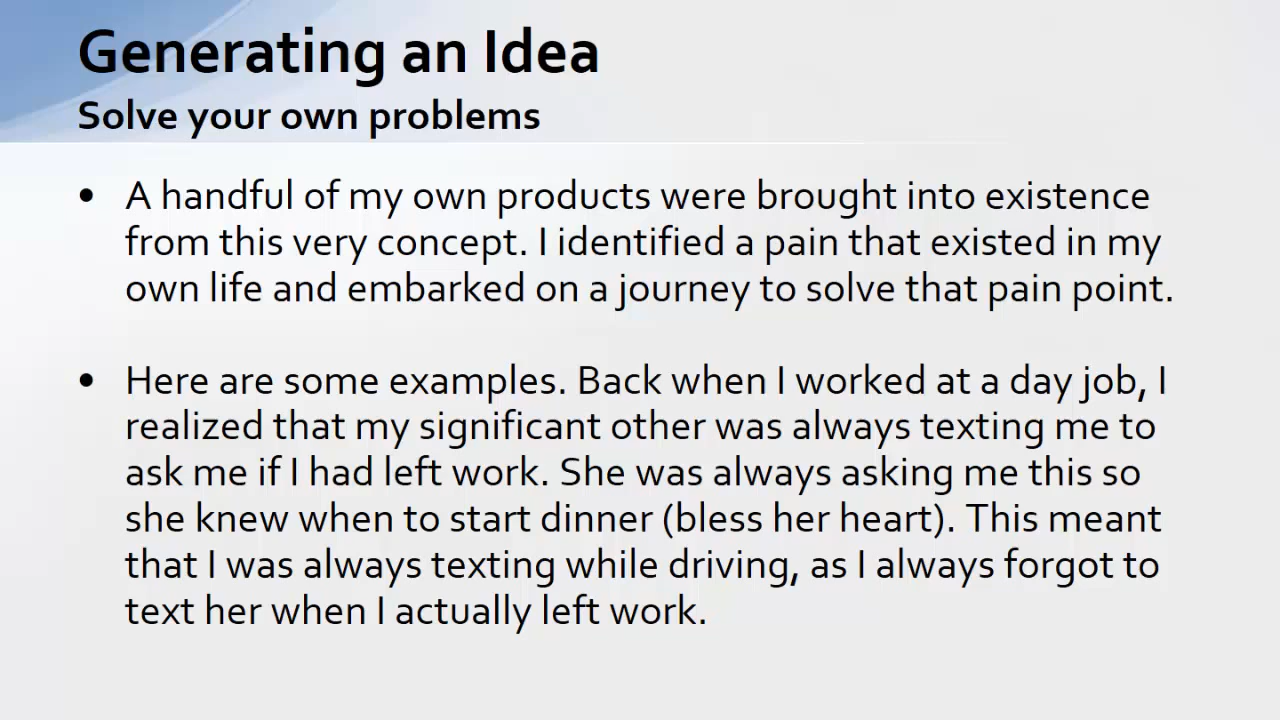 Generating an Idea
Solve your own problems
• A handful of my own products were brought into existence
from this very concept. I identified a pain that existed in my
own life and embarked on a journey to solve that pain point.
• Here are some examples. Back when I worked at a day job, I
realized that my significant other was always texting me to
ask me if I had left work. She was always asking me this so
she knew when to start dinner (bless her heart). This meant
that I was always texting while driving, as I always forgot to
text her when I actually left work.